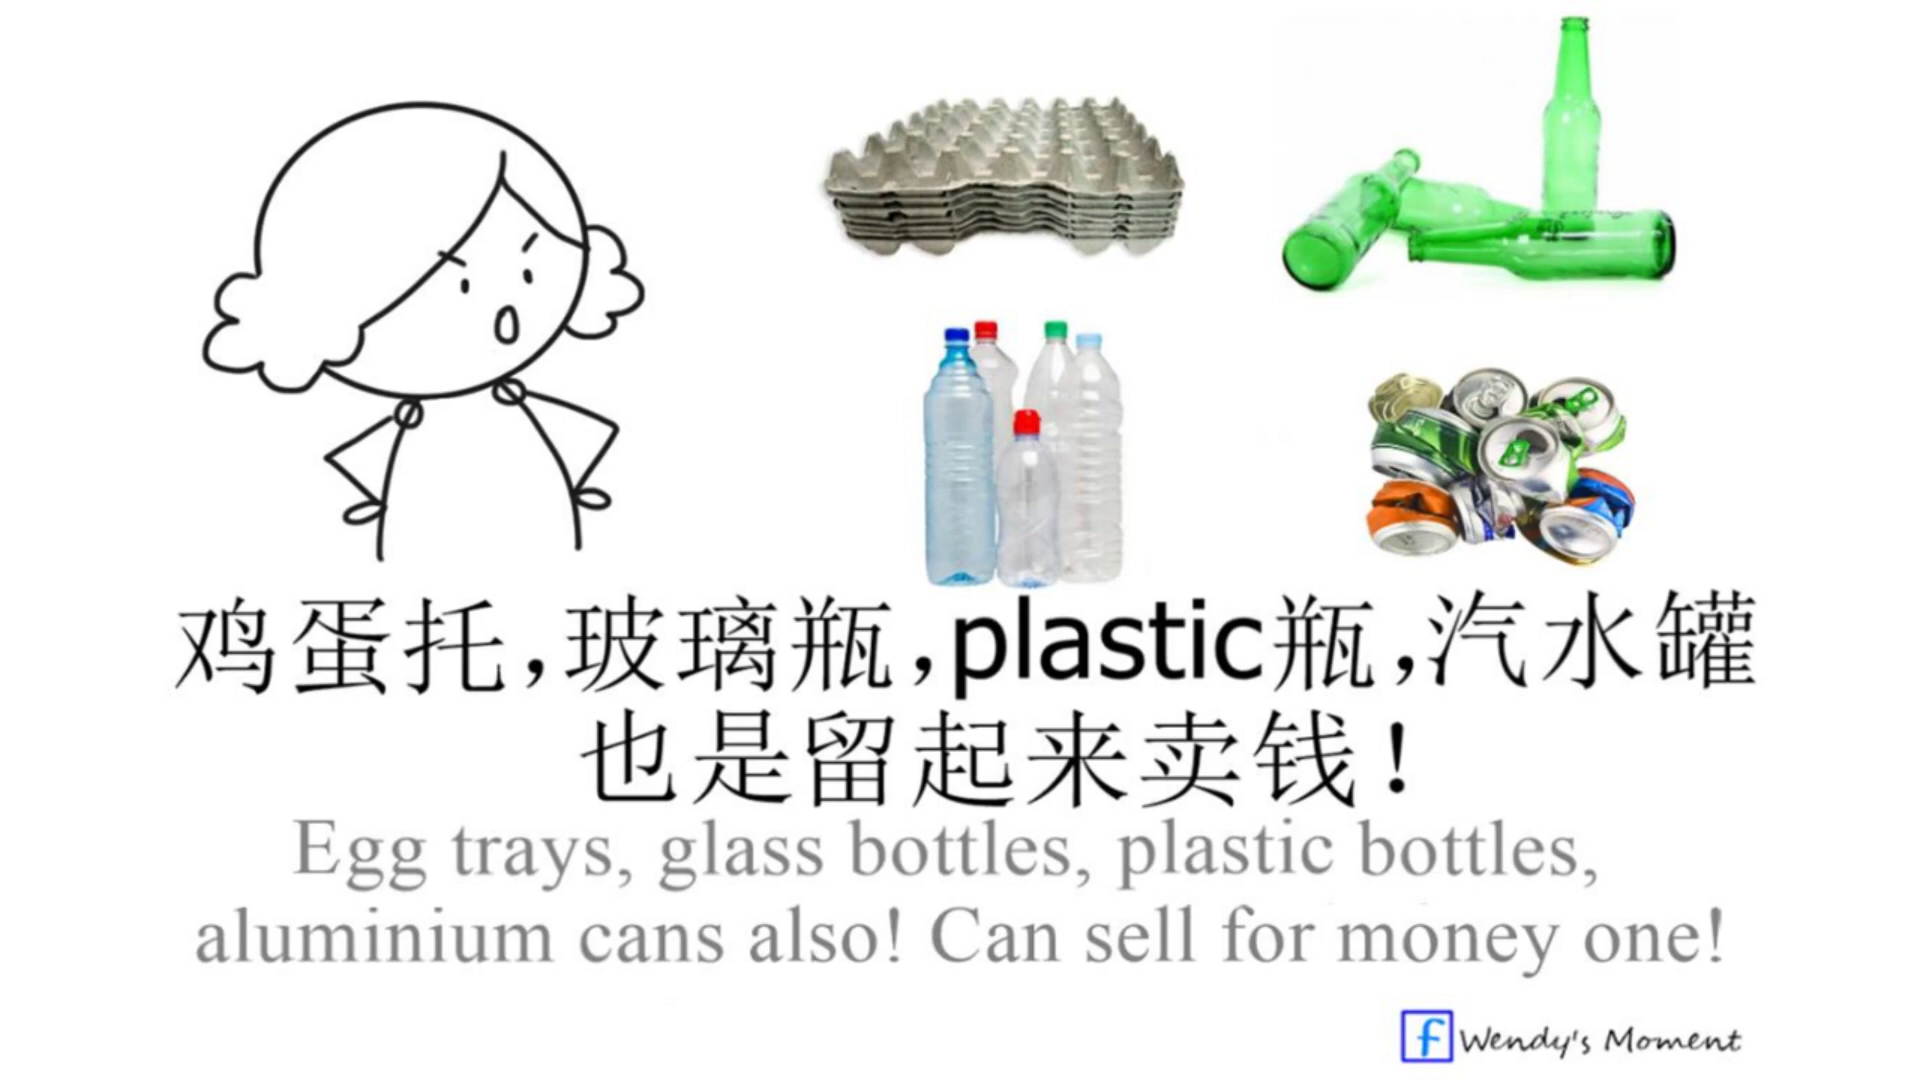 鸡蛋托,玻璃瓶,plastic瓶,汽水罐
也是留起来卖钱!
Egg trays, glass bottles, plastic bottles,
aluminium cans also! Can sell for money one!
f Wendy's Moment